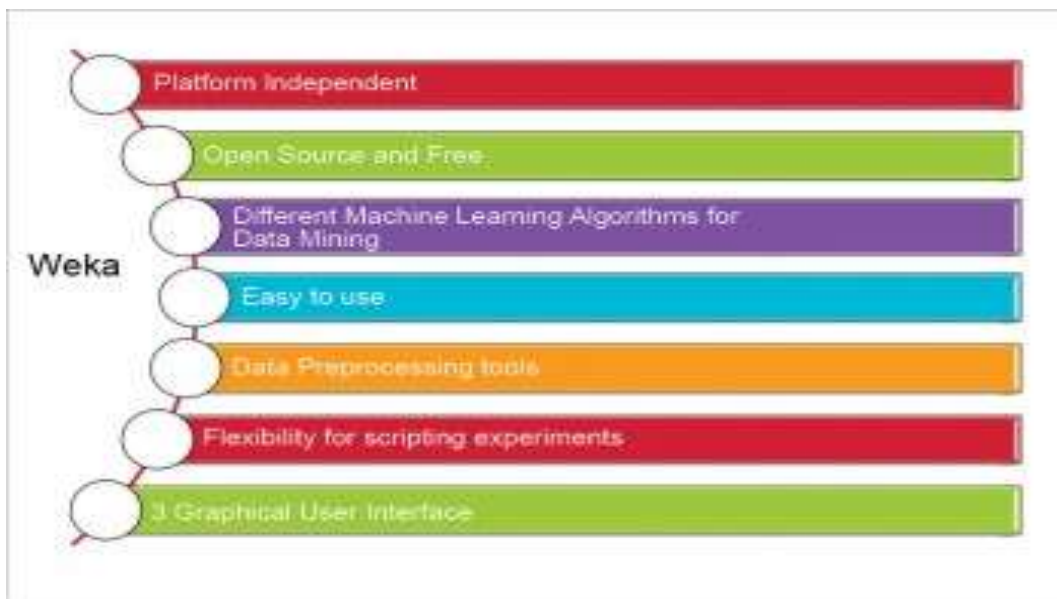 Platform Independent
Open Source and Free
Different Machine Learning Algorithms for
Data Mining
Weka
Easy to use
Data Preprocessing tools
Flexibility for scripting experiments
3 Graphical User Interface